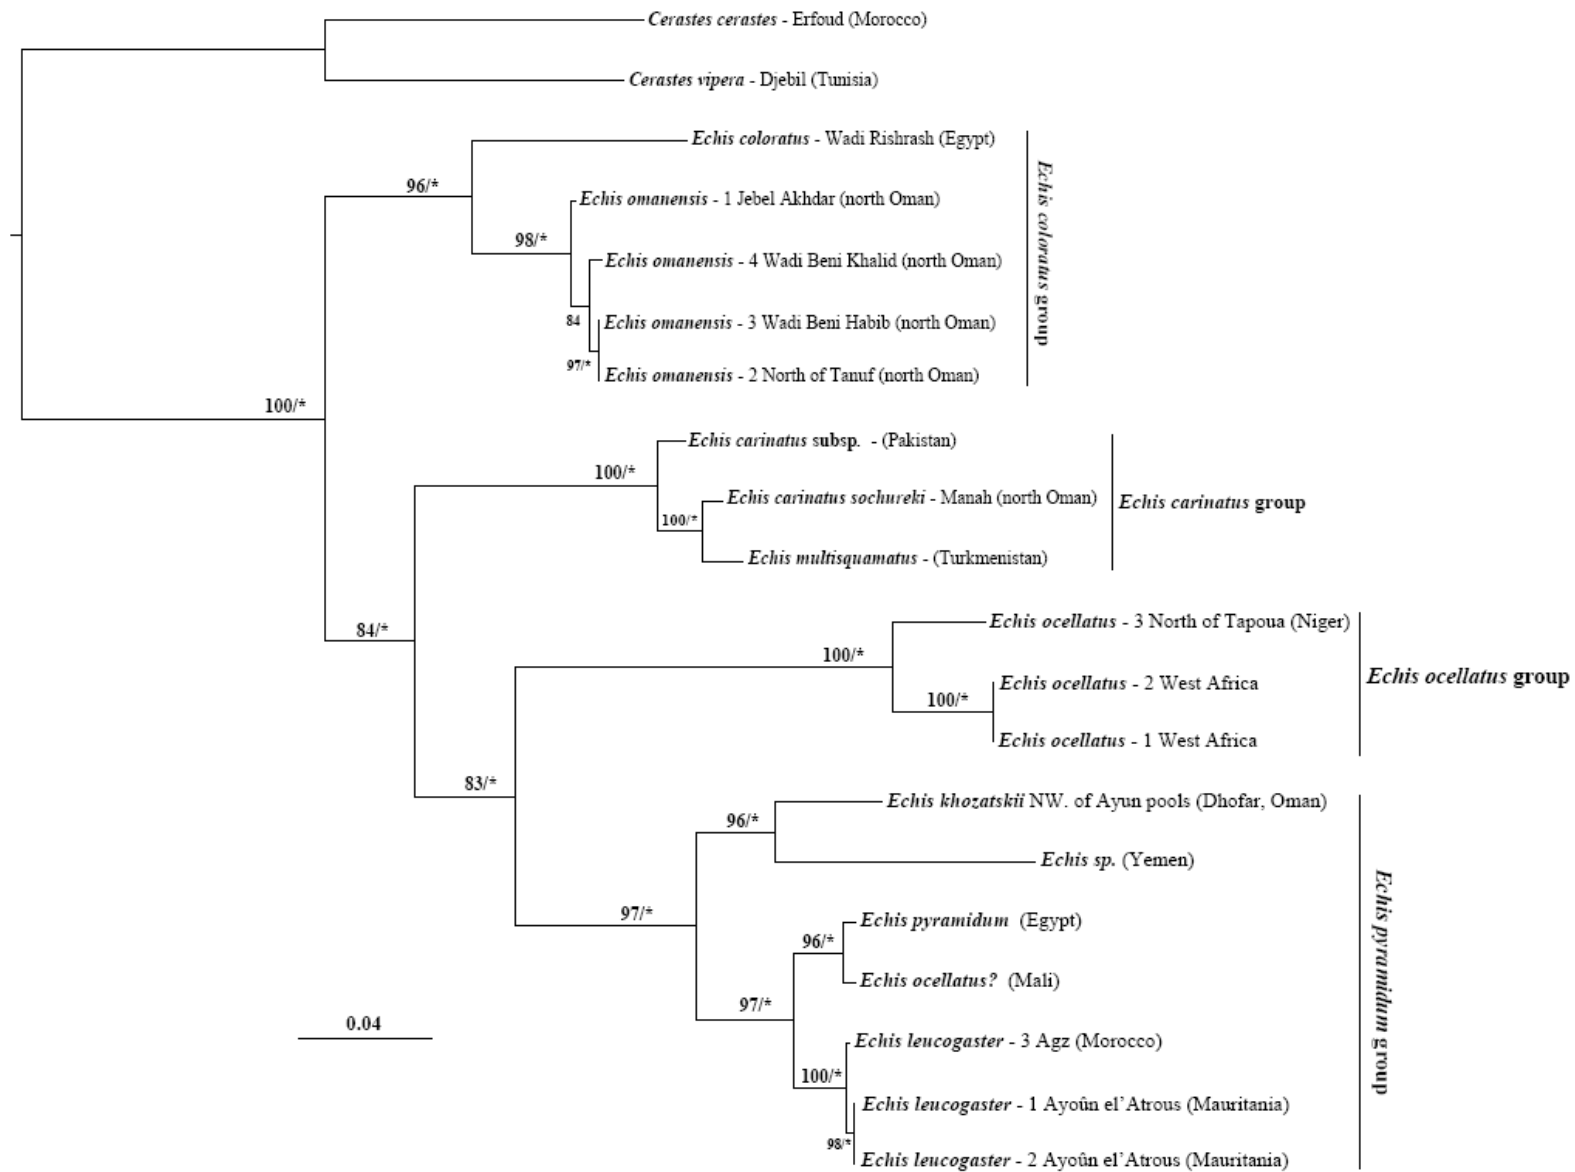 Cerastes cerastes - Erfoud (Morocco)
Cerastes vipera - Djebil (Tunisia)
Echis coloratus - Wadi Rishrash (Egypt)
96/*
Echis omanensis - 1 Jebel Akhdar (north Oman)
98/*
Echis omanensis - 4 Wadi Beni Khalid (north Oman)
84
Echis omanensis - 3 Wadi Beni Habib (north Oman)
97/*
Echis omanensis - 2 North of Tanuf (north Oman)
Echis coloratus group
100/*
Echis carinatus subsp. - (Pakistan)
100/*
Echis carinatus sochureki - Manah (north Oman)
100/*
Echis multisquamatus - (Turkmenistan)
Echis carinatus group
84/*
Echis ocellatus - 3 North of Tapoua (Niger)
100/*
Echis ocellatus - 2 West Africa
100/*
Echis ocellatus - 1 West Africa
Echis ocellatus group
83/*
Echis khozatskii NW. of Ayun pools (Dhofar, Oman)
96/*
Echis sp. (Yemen)
97/*
Echis pyramidum (Egypt)
96/*
Echis ocellatus? (Mali)
97/*
Echis leucogaster - 3 Agz (Morocco)
100/*
Echis leucogaster - 1 Ayoûn el’Atrous (Mauritania)
98/*
Echis leucogaster - 2 Ayoûn el’Atrous (Mauritania)
Echis pyramidum group
0.04